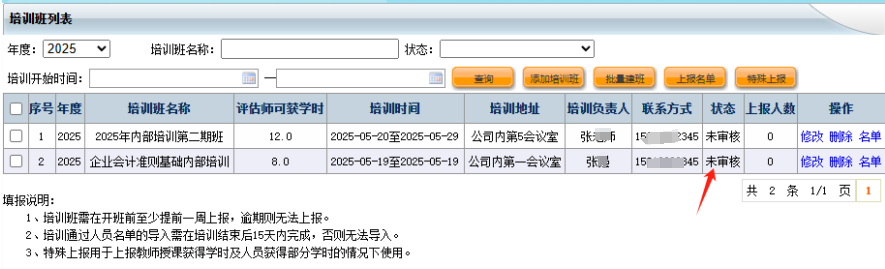 培训班列表
年度： 2025 培训班名称： 状态：
培训开始时间： — 查询 添加培训班 批量建班 上报名单 特殊上报
序号 年度 培训班名称 评估师可获学时 培训时间 培训地址 培训负责人 联系方式 状态 上报人数 操作
1 2025 2025年内部培训第二期班 12.0 2025-05-20至2025-05-29 公司内第5会议室 张 师 15 345 未审核 0 修改 删除 名单
2 2025 企业会计准则基础内部培训 8.0 2025-05-19至2025-05-19 公司内第一会议室 张 15 345 未审核 0 修改 删除 名单
共 2 条 1/1 页 1
填报说明：
1、培训班需在开班前至少提前一周上报，逾期则无法上报。
2、培训通过人员名单的导入需在培训结束后15天内完成，否则无法导入。
3、特殊上报用于上报教师授课获得学时及人员获得部分学时的情况下使用。